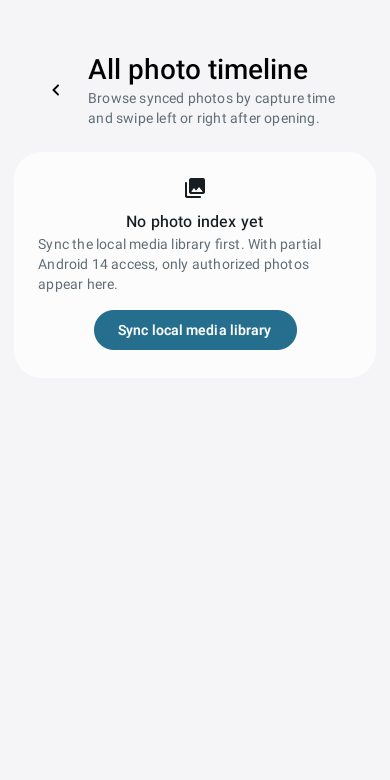 All photo timeline
Browse synced photos by capture time
and swipe left or right after opening.
No photo index yet
Sync the local media library first. With partial
Android 14 access, only authorized photos
appear here.
Sync local media library